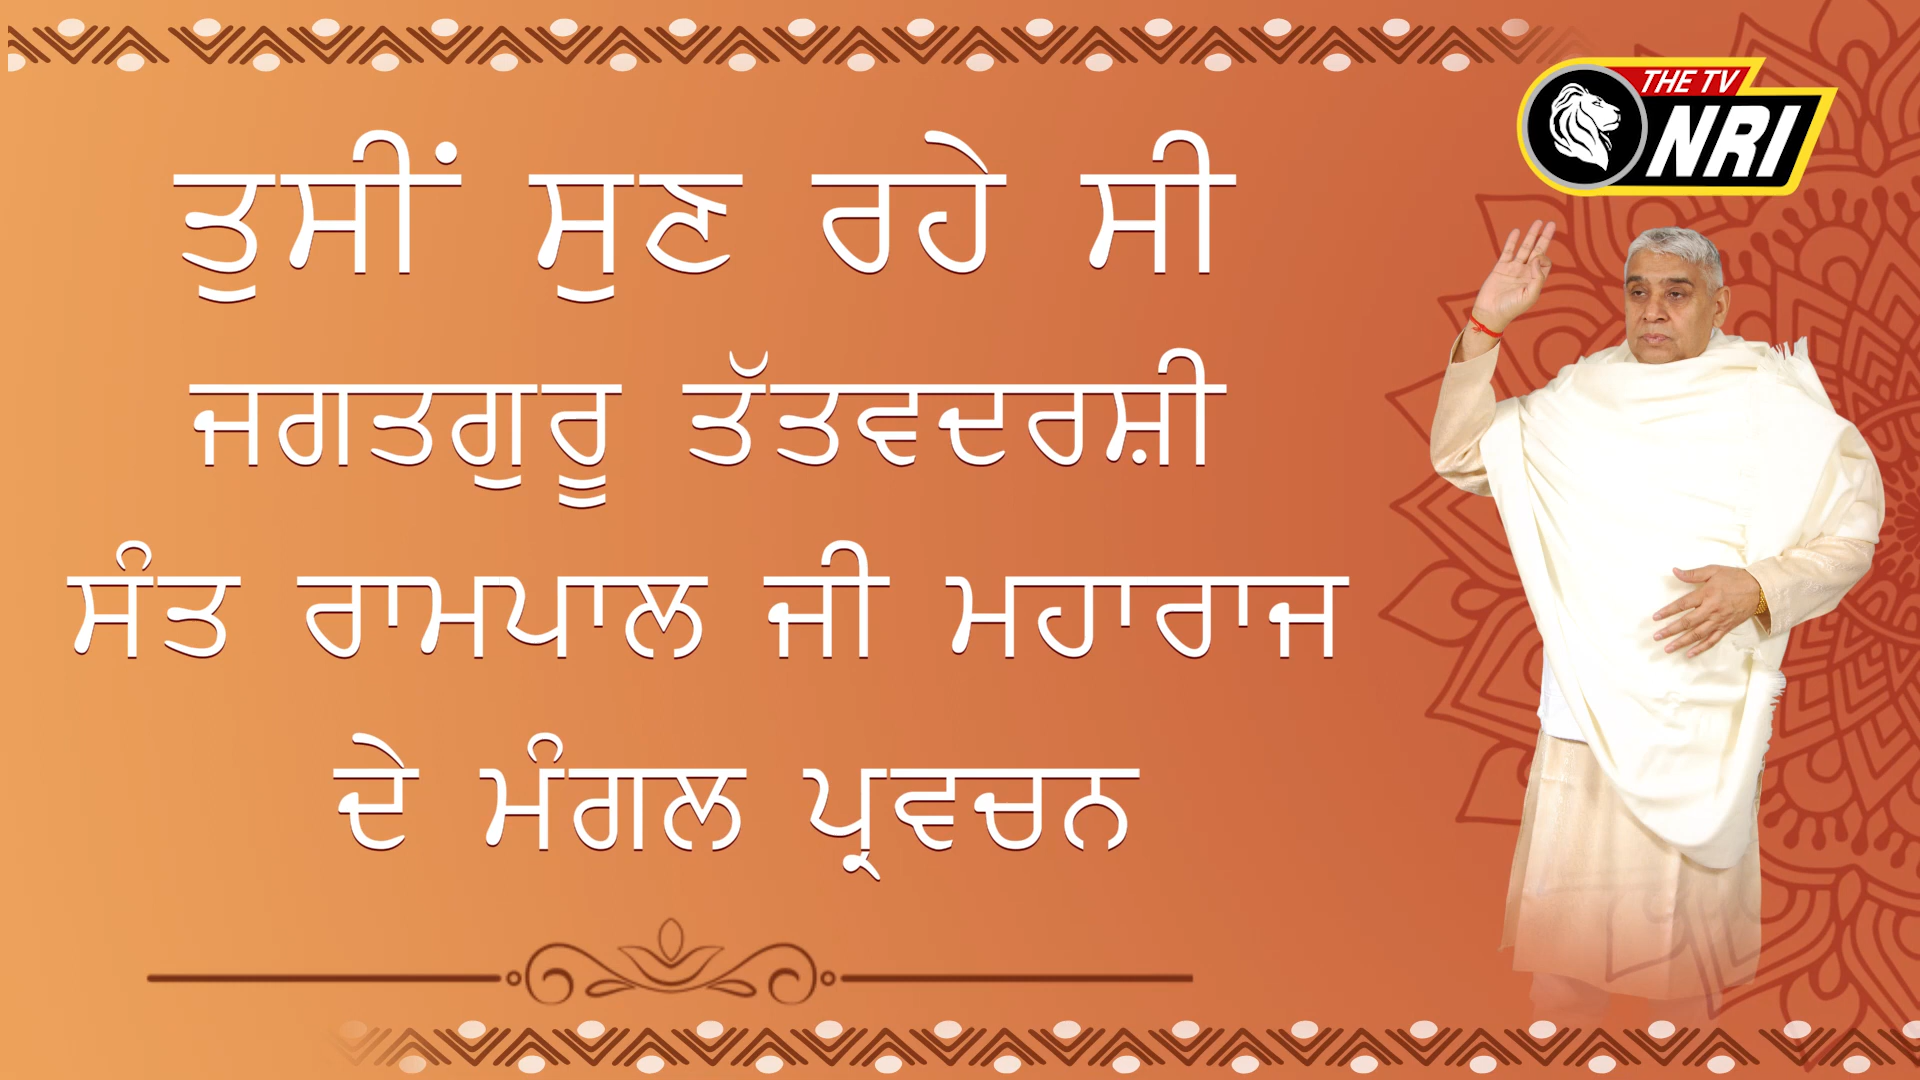 THE TV
NRI
ਤੁਸੀਂ ਸੁਣ ਰਹੇ ਸੀ
ਜਗਤਗੁਰੂ ਤੱਤਵਦਰਸ਼ੀ
ਸੰਤ ਰਾਮਪਾਲ ਜੀ ਮਹਾਰਾਜ
ਦੇ ਮੰਗਲ ਪ੍ਰਵਚਨ